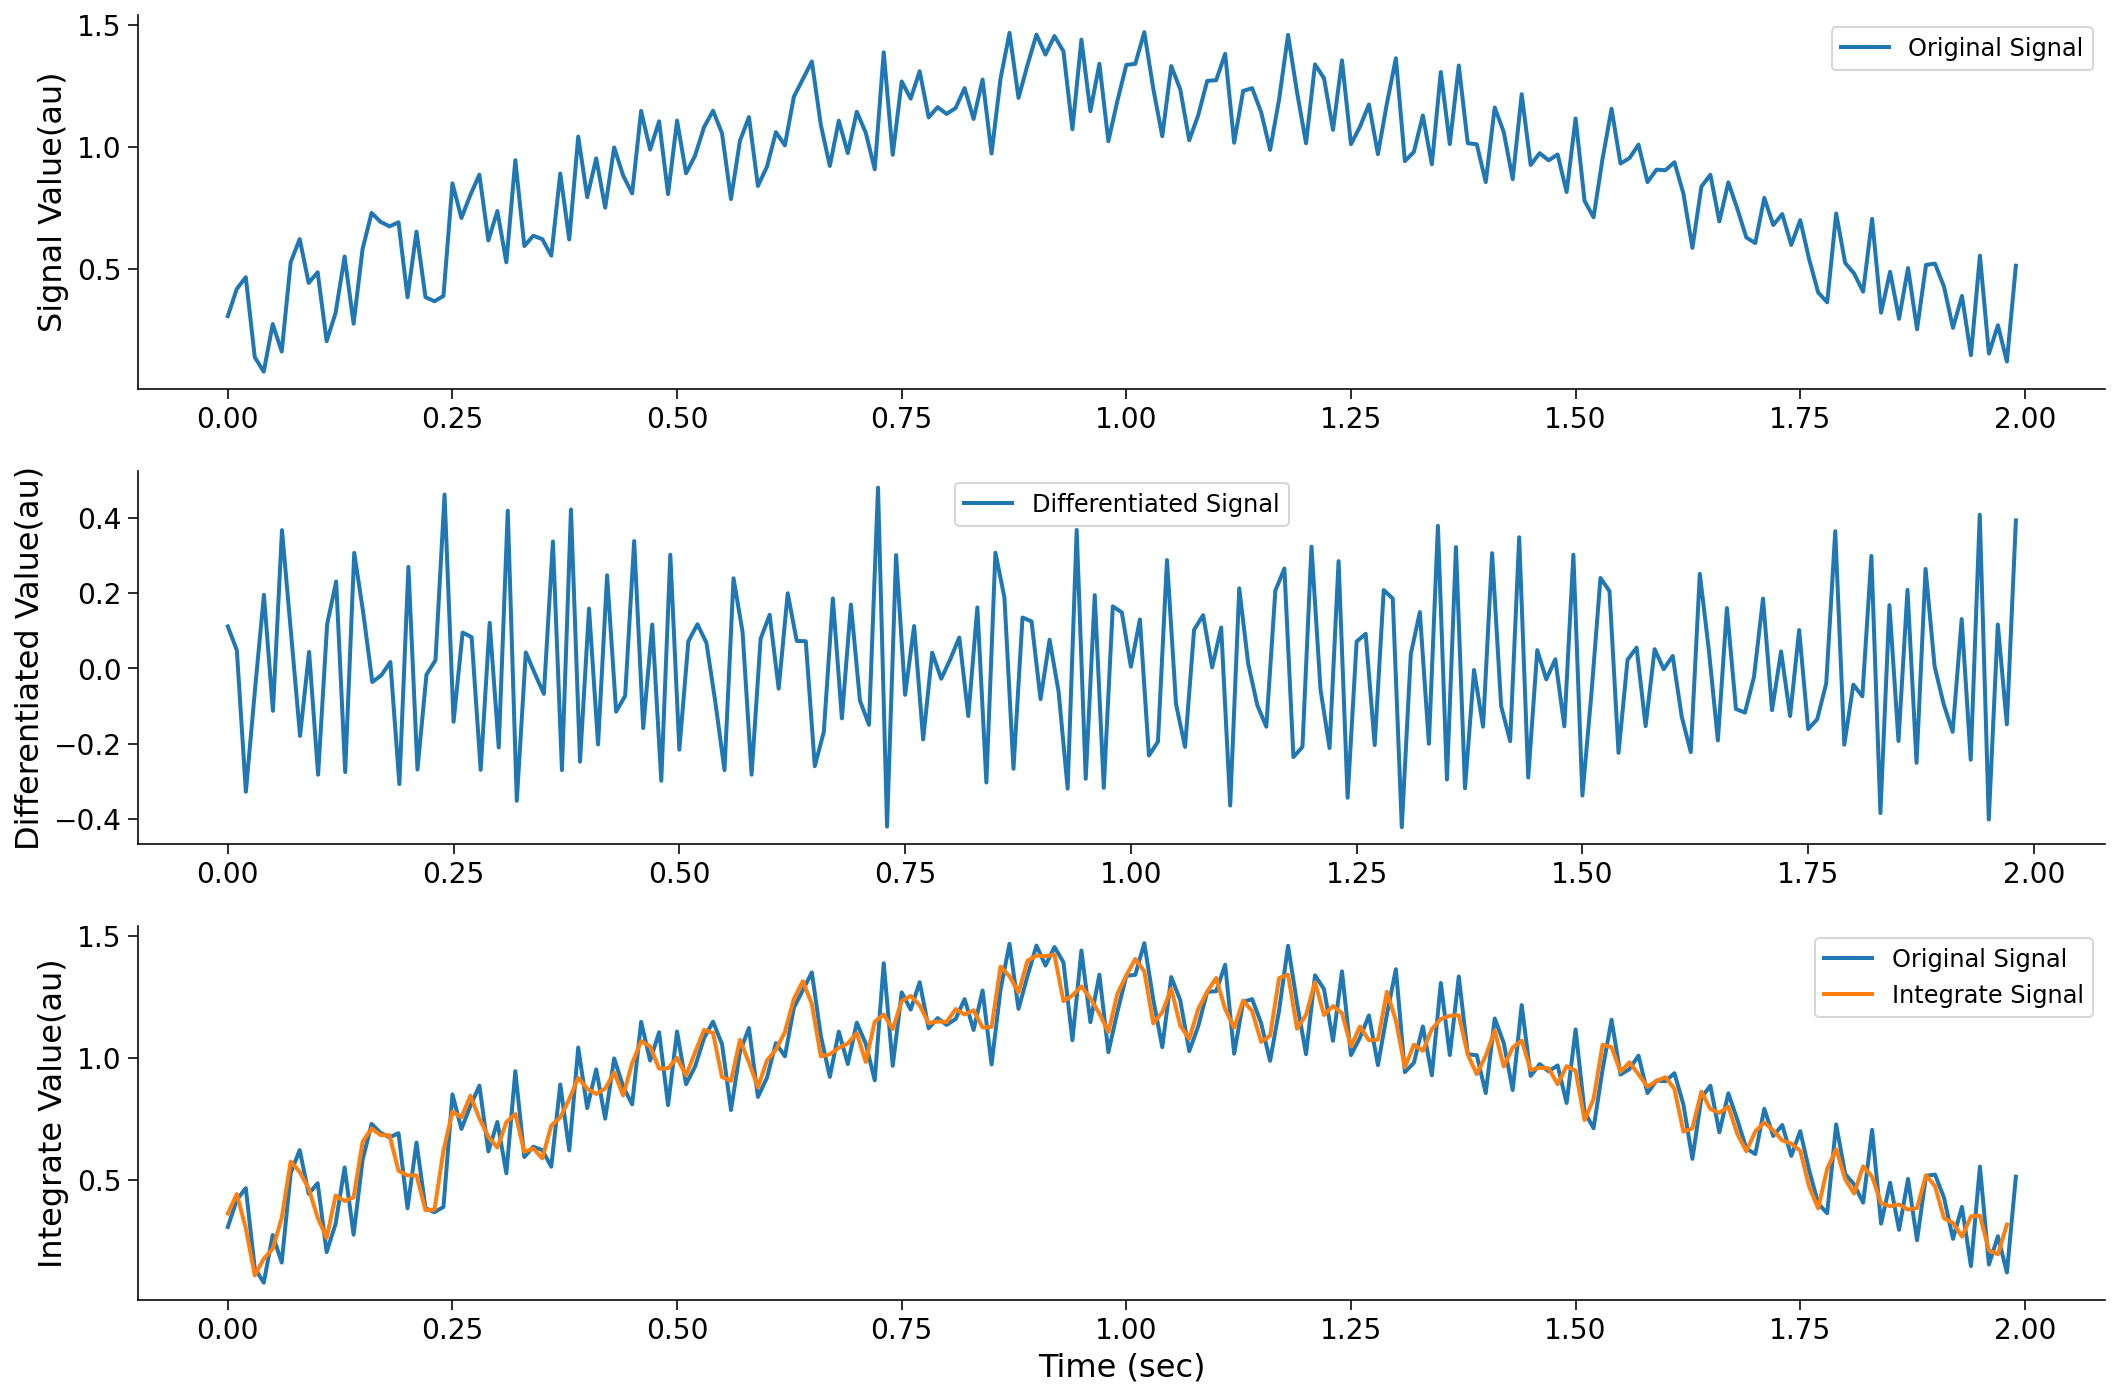 Signal Value(au)
1.5
1.0
0.5
Original Signal
0.00 0.25 0.50 0.75 1.00 1.25 1.50 1.75 2.00
Differentiated Value(au)
0.4
0.2
0.0
−0.2
−0.4
Differentiated Signal
0.00 0.25 0.50 0.75 1.00 1.25 1.50 1.75 2.00
Integrate Value(au)
1.5
1.0
0.5
Original Signal
Integrate Signal
0.00 0.25 0.50 0.75 1.00 1.25 1.50 1.75 2.00
Time (sec)